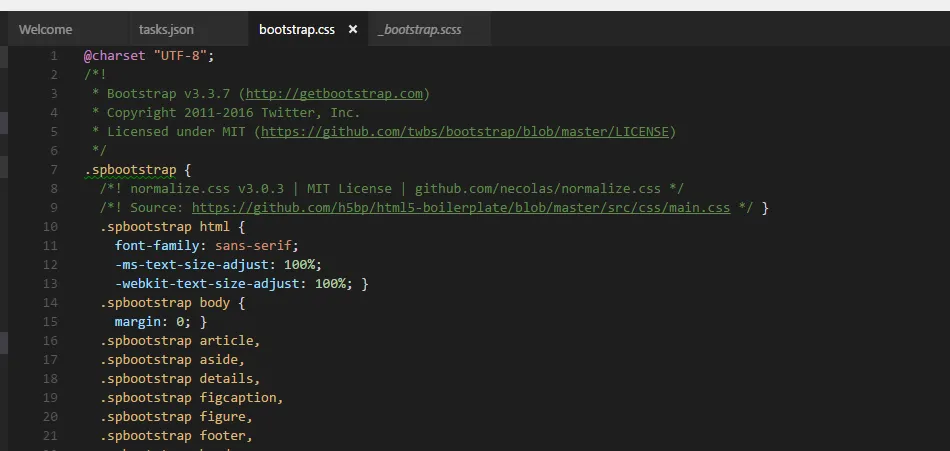 Welcome tasks.json bootstrap.css × _bootstrap.scss
1 @charset "UTF-8";
2 /*!
3 * Bootstrap v3.3.7 (http://getbootstrap.com)
4 * Copyright 2011-2016 Twitter, Inc.
5 * Licensed under MIT (https://github.com/twbs/bootstrap/blob/master/LICENSE)
6 */
7 .spbootstrap {
8 /*! normalize.css v3.0.3 | MIT License | github.com/necolas/normalize.css */
9 /*! Source: https://github.com/h5bp/html5-boilerplate/blob/master/src/css/main.css */ }
10 .spbootstrap html {
11 font-family: sans-serif;
12 -ms-text-size-adjust: 100%;
13 -webkit-text-size-adjust: 100%; }
14 .spbootstrap body {
15 margin: 0; }
16 .spbootstrap article,
17 .spbootstrap aside,
18 .spbootstrap details,
19 .spbootstrap figcaption,
20 .spbootstrap figure,
21 .spbootstrap footer,